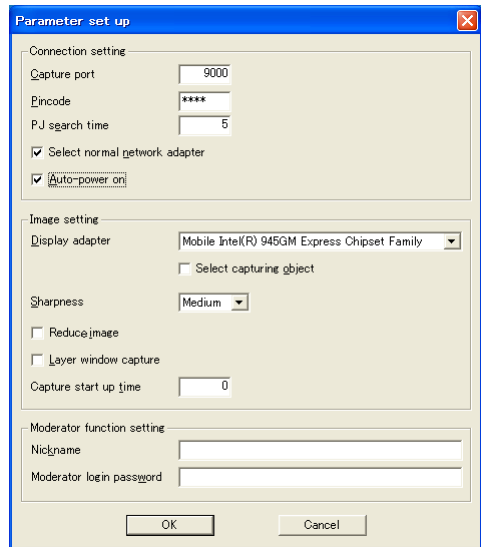 Parameter set up
Connection setting
Capture port 9000
Pincode ****
PJ search time 5
Select normal network adapter
Auto-power on
Image setting
Display adapter Mobile Intel(R) 945GM Express Chipset Family
Select capturing object
Sharpness Medium
Reduce image
Layer window capture
Capture start up time 0
Moderator function setting
Nickname
Moderator login password
OK Cancel